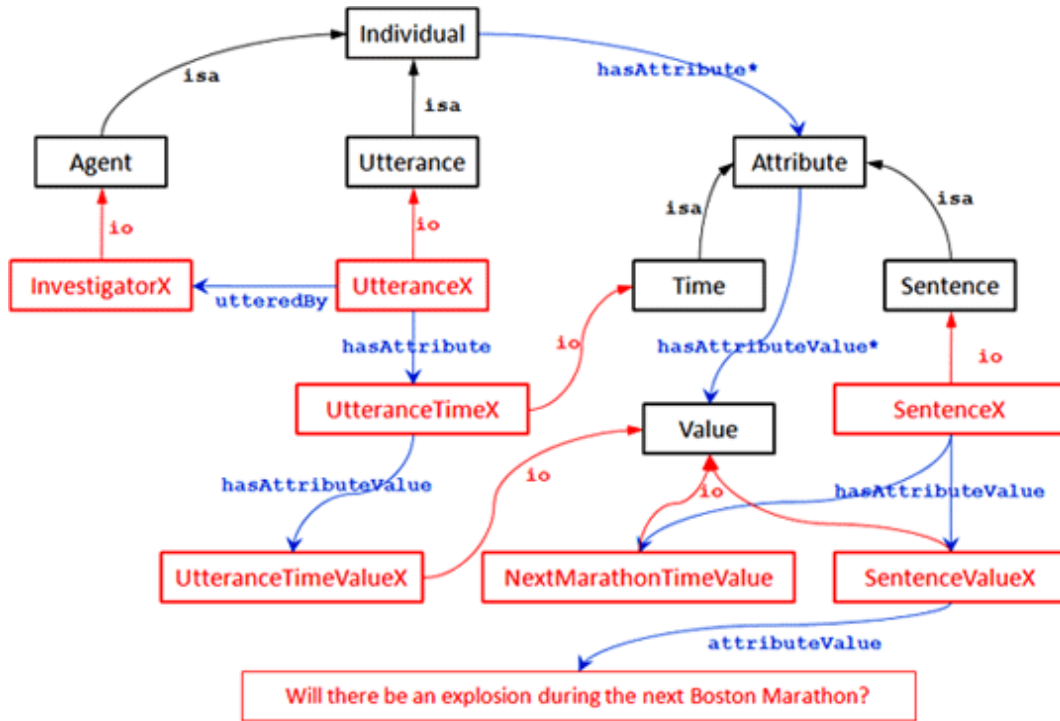 Individual
hasAttribute*
isa
isa
Agent
Utterance
Attribute
isa
isa
io
io
InvestigatorX
UtteranceX
Time
Sentence
utteredBy
hasAttribute
io
hasAttributeValue*
io
UtteranceTimeX
SentenceX
Value
hasAttributeValue
io
io
hasAttributeValue
UtteranceTimeValueX
NextMarathonTimeValue
SentenceValueX
attributeValue
Will there be an explosion during the next Boston Marathon?